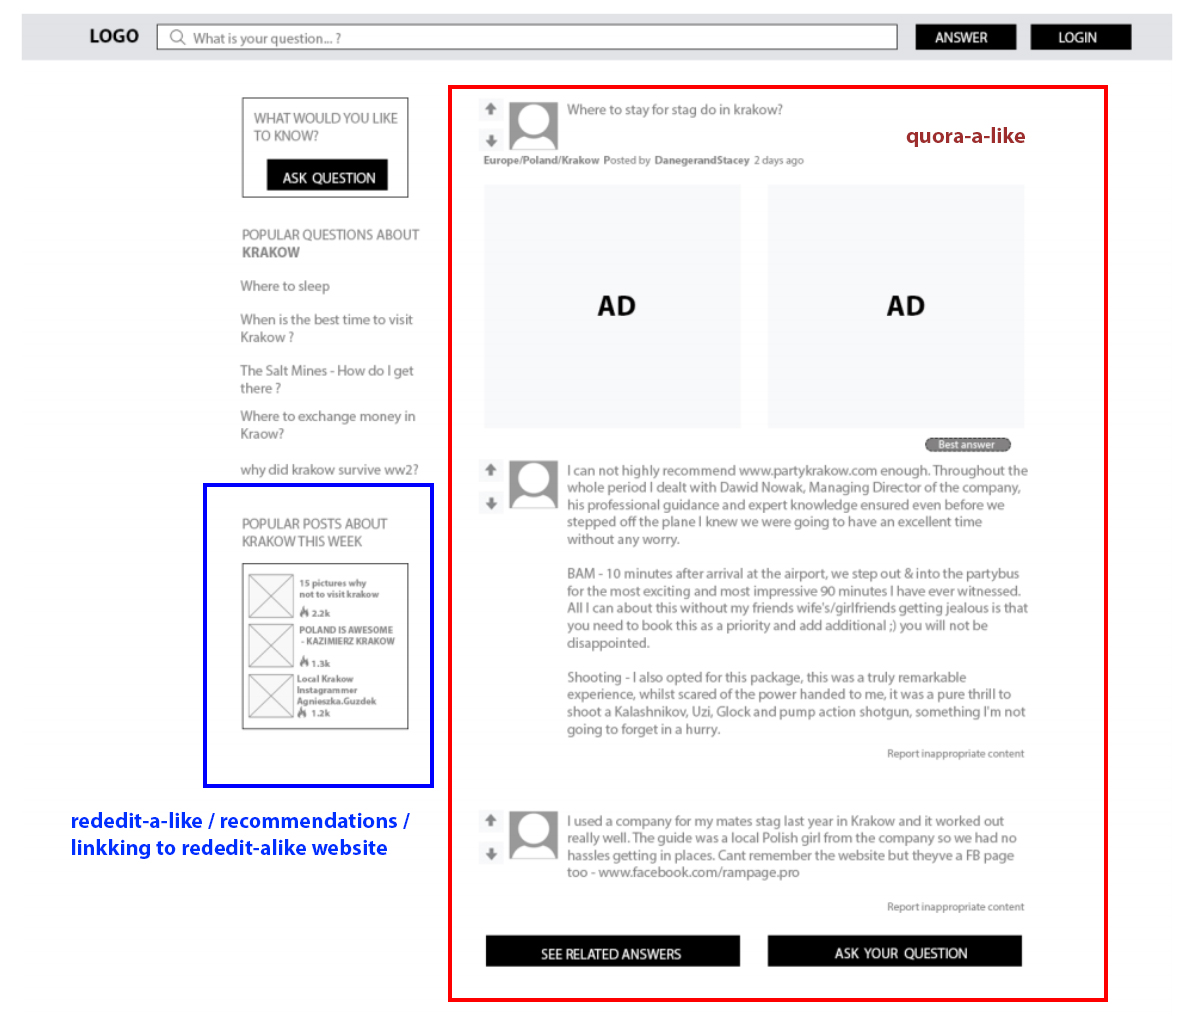 LOGO
What is your question... ?
ANSWER
LOGIN
WHAT WOULD YOU LIKE
TO KNOW?
ASK QUESTION
POPULAR QUESTIONS ABOUT
KRAKOW
Where to sleep
When is the best time to visit
Krakow ?
The Salt Mines - How do I get
there ?
Where to exchange money in
Kraow?
why did krakow survive ww2?
POPULAR POSTS ABOUT
KRAKOW THIS WEEK
15 pictures why
not to visit krakow
2.2k
POLAND IS AWESOME
- KAZIMIERZ KRAKOW
1.3k
Local Krakow
Instagrammer
Agnieszka.Guzdek
1.2k
rededit-a-like / recommendations /
linkking to rededit-alike website
Where to stay for stag do in krakow?
quora-a-like
Europe/Poland/Krakow Posted by DanegerandStacey 2 days ago
AD
AD
Best answer
I can not highly recommend www.partykrakow.com enough. Throughout the
whole period I dealt with Dawid Nowak, Managing Director of the company,
his professional guidance and expert knowledge ensured even before we
stepped off the plane I knew we were going to have an excellent time
without any worry.
BAM - 10 minutes after arrival at the airport, we step out & into the partybus
for the most exciting and most impressive 90 minutes I have ever witnessed.
All I can about this without my friends wife's/girlfriends getting jealous is that
you need to book this as a priority and add additional ;) you will not be
disappointed.
Shooting - I also opted for this package, this was a truly remarkable
experience, whilst scared of the power handed to me, it was a pure thrill to
shoot a Kalashnikov, Uzi, Glock and pump action shotgun, something I'm not
going to forget in a hurry.
Report inappropriate content
I used a company for my mates stag last year in Krakow and it worked out
really well. The guide was a local Polish girl from the company so we had no
hassles getting in places. Cant remember the website but theyve a FB page
too - www.facebook.com/rampage.pro
Report inappropriate content
SEE RELATED ANSWERS
ASK YOUR QUESTION